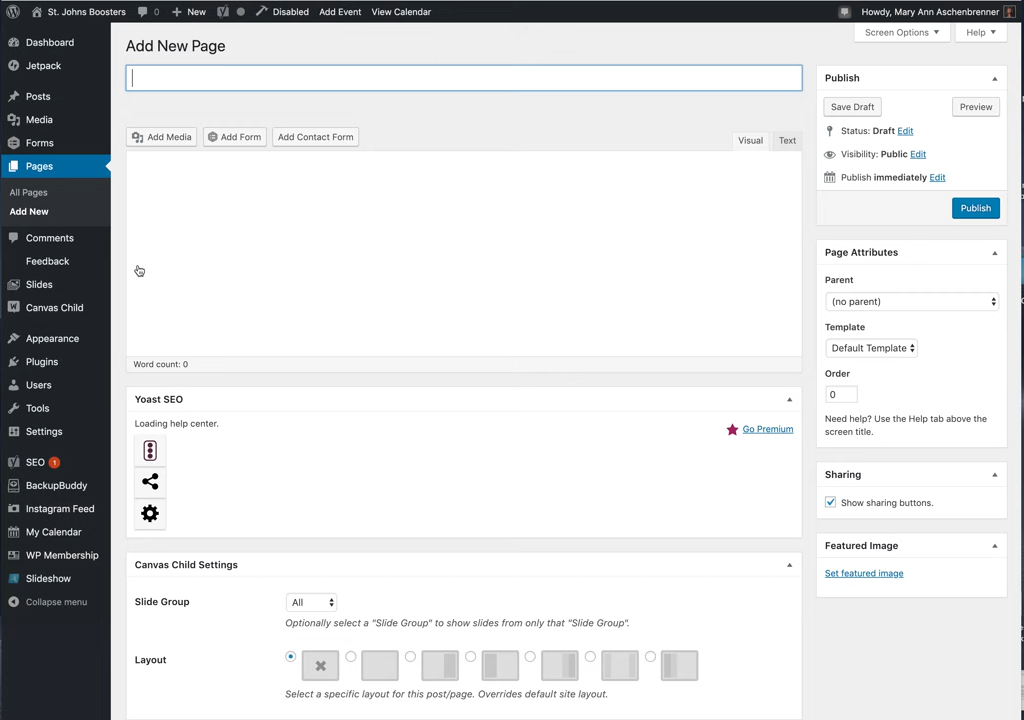 St. Johns Boosters 0 New Disabled Add Event View Calendar Howdy, Mary Ann Aschenbrenner
Screen Options Help
Dashboard
Jetpack
Posts
Media
Forms
Pages
All Pages
Add New
Comments
Feedback
Slides
Canvas Child
Appearance
Plugins
Users
Tools
Settings
SEO 1
BackupBuddy
Instagram Feed
My Calendar
WP Membership
Slideshow
Collapse menu
Add New Page
Add Media Add Form Add Contact Form
Visual Text
Word count: 0
Yoast SEO
Loading help center.
Go Premium
Canvas Child Settings
Slide Group All
Optionally select a "Slide Group" to show slides from only that "Slide Group".
Layout
Select a specific layout for this post/page. Overrides default site layout.
Publish
Save Draft Preview
Status: Draft Edit
Visibility: Public Edit
Publish immediately Edit
Publish
Page Attributes
Parent
(no parent)
Template
Default Template
Order
0
Need help? Use the Help tab above the
screen title.
Sharing
Show sharing buttons.
Featured Image
Set featured image